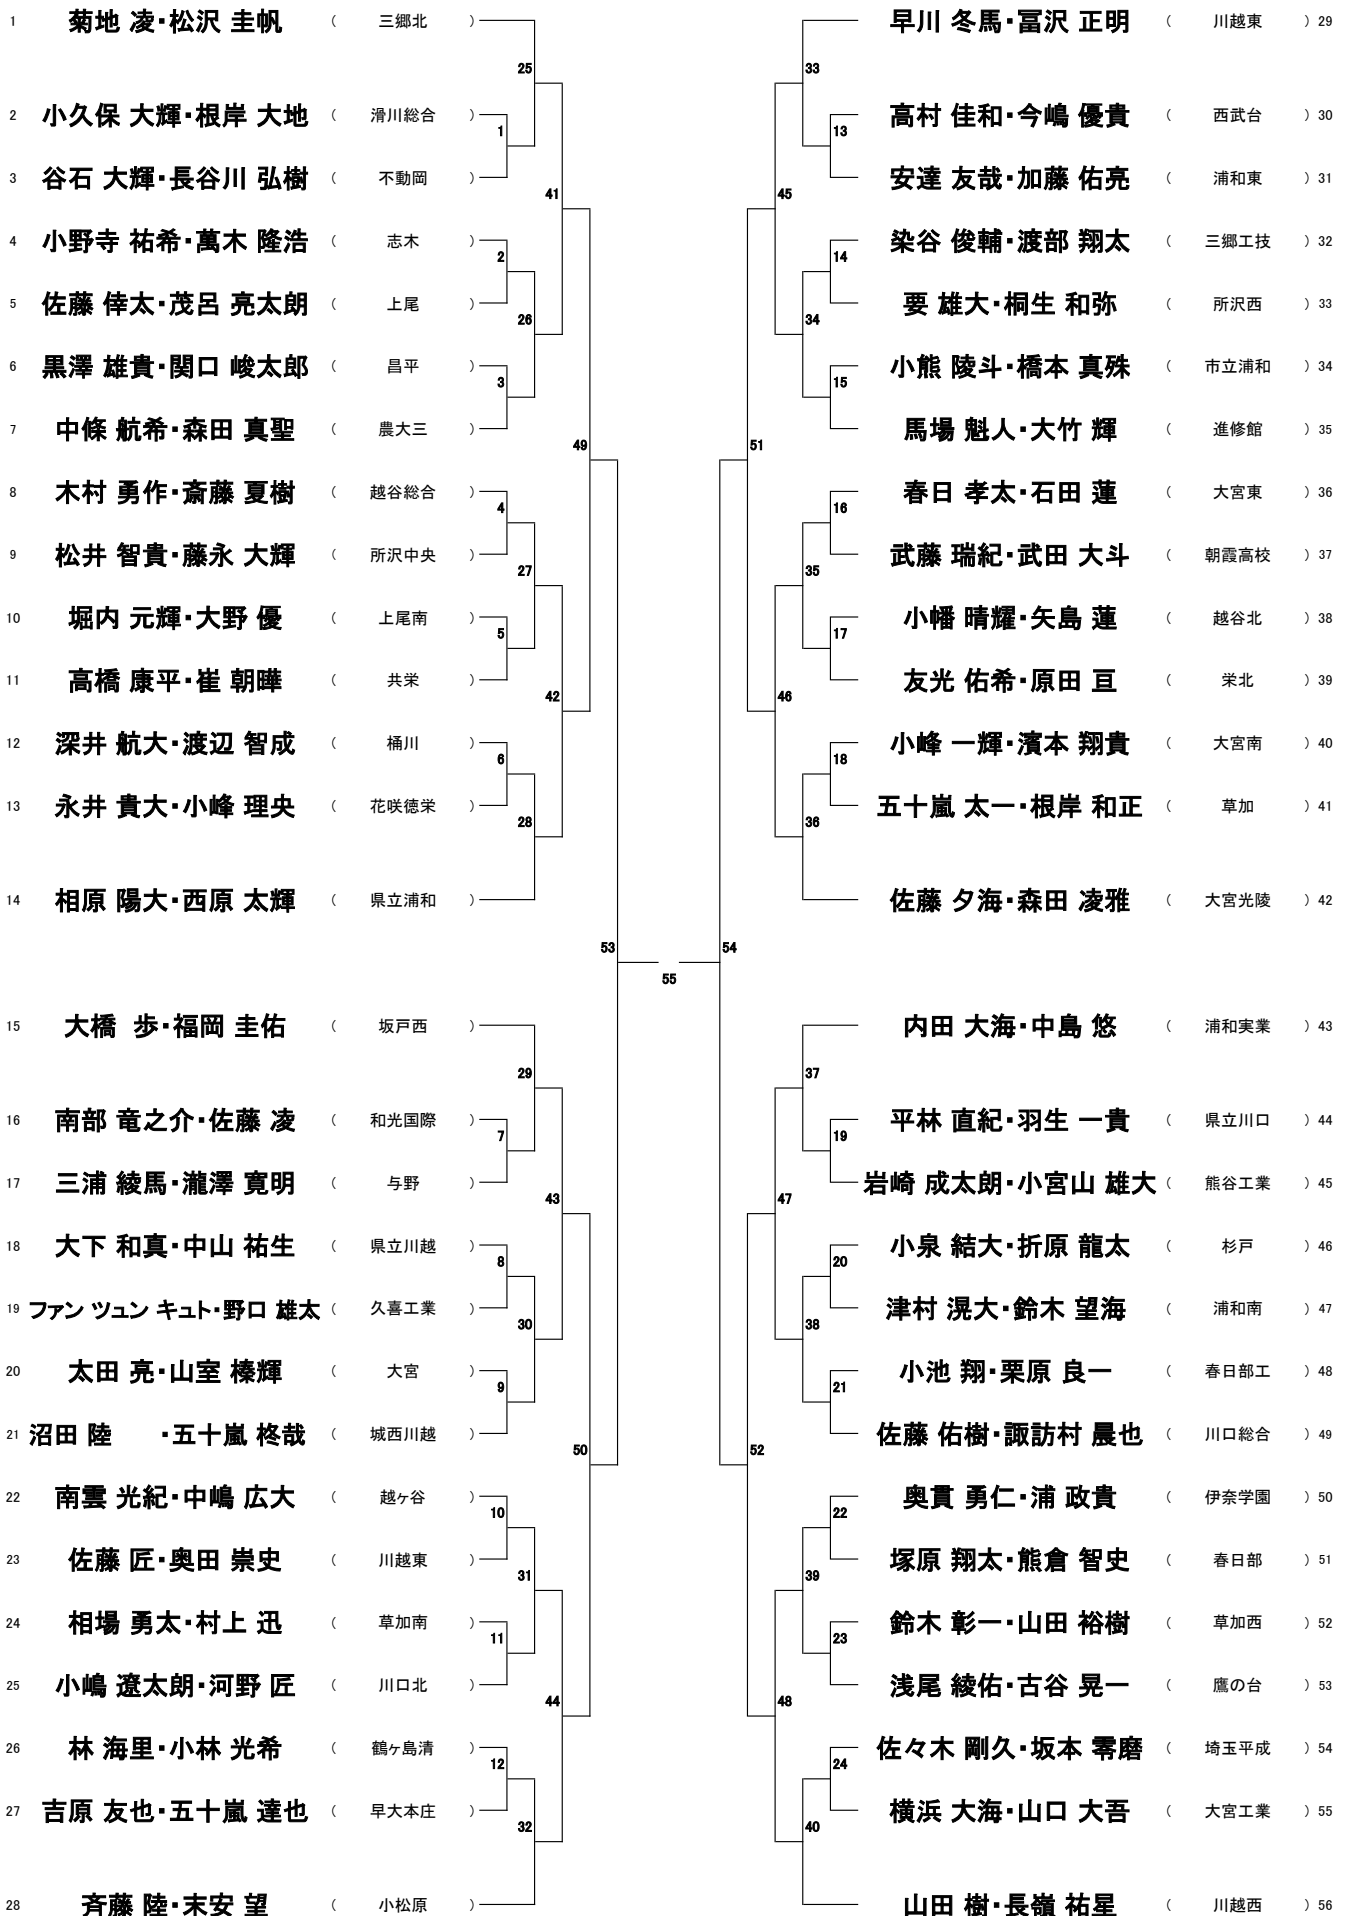 1 菊地 凌・松沢 圭帆 ( 三郷北 ) 早川 冬馬・冨沢 正明 ( 川越東 ) 29
25 33
2 小久保 大輝・根岸 大地 ( 滑川総合 ) 高村 佳和・今嶋 優貴 ( 西武台 ) 30
1 13
3 谷石 大輝・長谷川 弘樹 ( 不動岡 ) 安達 友哉・加藤 佑亮 ( 浦和東 ) 31
41 45
4 小野寺 祐希・萬木 隆浩 ( 志木 ) 染谷 俊輔・渡部 翔太 ( 三郷工技 ) 32
2 14
5 佐藤 倖太・茂呂 亮太朗 ( 上尾 ) 要 雄大・桐生 和弥 ( 所沢西 ) 33
26 34
6 黒澤 雄貴・関口 峻太郎 ( 昌平 ) 小熊 陵斗・橋本 真殊 ( 市立浦和 ) 34
3 15
7 中條 航希・森田 真聖 ( 農大三 ) 馬場 魁人・大竹 輝 ( 進修館 ) 35
49 51
8 木村 勇作・斎藤 夏樹 ( 越谷総合 ) 春日 孝太・石田 蓮 ( 大宮東 ) 36
4 16
9 松井 智貴・藤永 大輝 ( 所沢中央 ) 武藤 瑞紀・武田 大斗 ( 朝霞高校 ) 37
27 35
10 堀内 元輝・大野 優 ( 上尾南 ) 小幡 晴耀・矢島 蓮 ( 越谷北 ) 38
5 17
11 高橋 康平・崔 朝曄 ( 共栄 ) 友光 佑希・原田 亘 ( 栄北 ) 39
42 46
12 深井 航大・渡辺 智成 ( 桶川 ) 小峰 一輝・濱本 翔貴 ( 大宮南 ) 40
6 18
13 永井 貴大・小峰 理央 ( 花咲徳栄 ) 五十嵐 太一・根岸 和正 ( 草加 ) 41
28 36
14 相原 陽大・西原 太輝 ( 県立浦和 ) 佐藤 夕海・森田 凌雅 ( 大宮光陵 ) 42
53 54
55
15 大橋 歩・福岡 圭佑 ( 坂戸西 ) 内田 大海・中島 悠 ( 浦和実業 ) 43
29 37
16 南部 竜之介・佐藤 凌 ( 和光国際 ) 平林 直紀・羽生 一貴 ( 県立川口 ) 44
7 19
17 三浦 綾馬・瀧澤 寛明 ( 与野 ) 岩崎 成太朗・小宮山 雄大 ( 熊谷工業 ) 45
43 47
18 大下 和真・中山 祐生 ( 県立川越 ) 小泉 結大・折原 龍太 ( 杉戸 ) 46
8 20
19 ファン ツュン キュト・野口 雄太 ( 久喜工業 ) 津村 滉大・鈴木 望海 ( 浦和南 ) 47
30 38
20 太田 亮・山室 榛輝 ( 大宮 ) 小池 翔・栗原 良一 ( 春日部工 ) 48
9 21
21 沼田 陸 ・五十嵐 柊哉 ( 城西川越 ) 佐藤 佑樹・諏訪村 晨也 ( 川口総合 ) 49
50 52
22 南雲 光紀・中嶋 広大 ( 越ヶ谷 ) 奥貫 勇仁・浦 政貴 ( 伊奈学園 ) 50
10 22
23 佐藤 匠・奥田 崇史 ( 川越東 ) 塚原 翔太・熊倉 智史 ( 春日部 ) 51
31 39
24 相場 勇太・村上 迅 ( 草加南 ) 鈴木 彰一・山田 裕樹 ( 草加西 ) 52
11 23
25 小嶋 遼太朗・河野 匠 ( 川口北 ) 浅尾 綾佑・古谷 晃一 ( 鷹の台 ) 53
44 48
26 林 海里・小林 光希 ( 鶴ヶ島清 ) 佐々木 剛久・坂本 零磨 ( 埼玉平成 ) 54
12 24
27 吉原 友也・五十嵐 達也 ( 早大本庄 ) 横浜 大海・山口 大吾 ( 大宮工業 ) 55
32 40
28 斉藤 陸・末安 望 ( 小松原 ) 山田 樹・長嶺 祐星 ( 川越西 ) 56